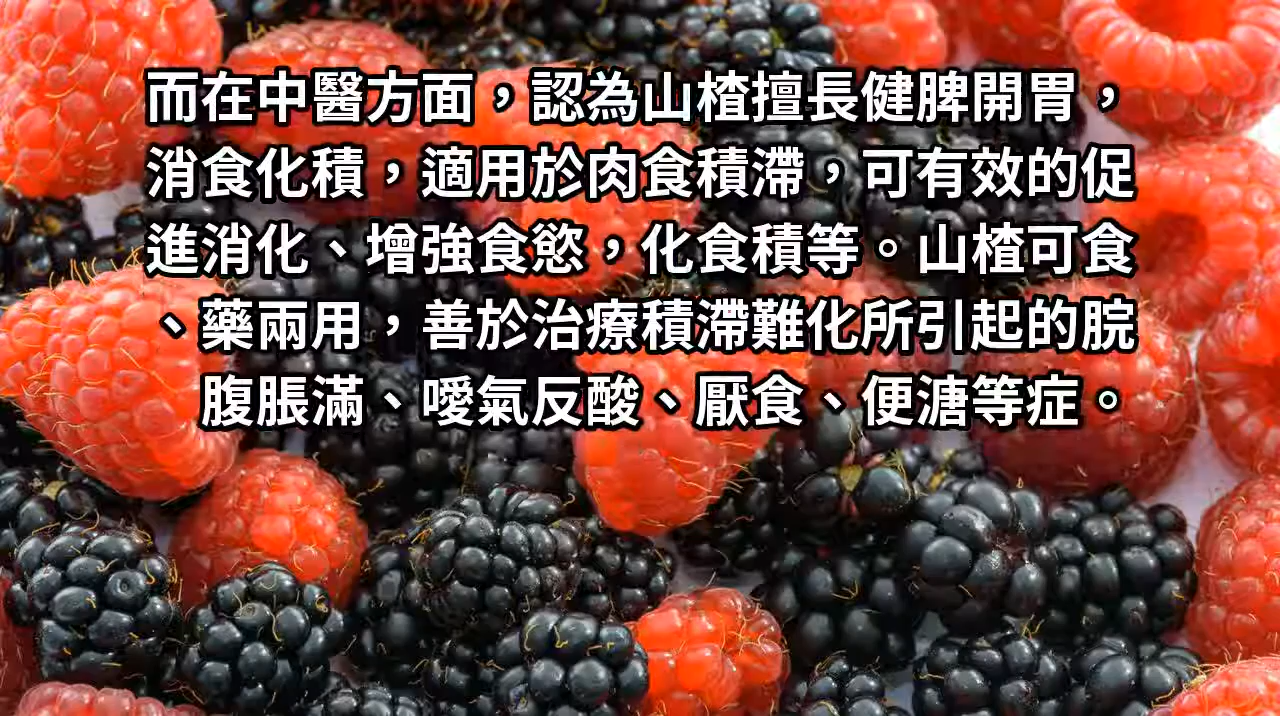 而在中醫方面，認為山楂擅長健脾開胃，
消食化積，適用於肉食積滯，可有效的促
進消化、增強食慾，化食積等。山楂可食
、藥兩用，善於治療積滯難化所引起的脘
腹脹滿、噯氣反酸、厭食、便溏等症。